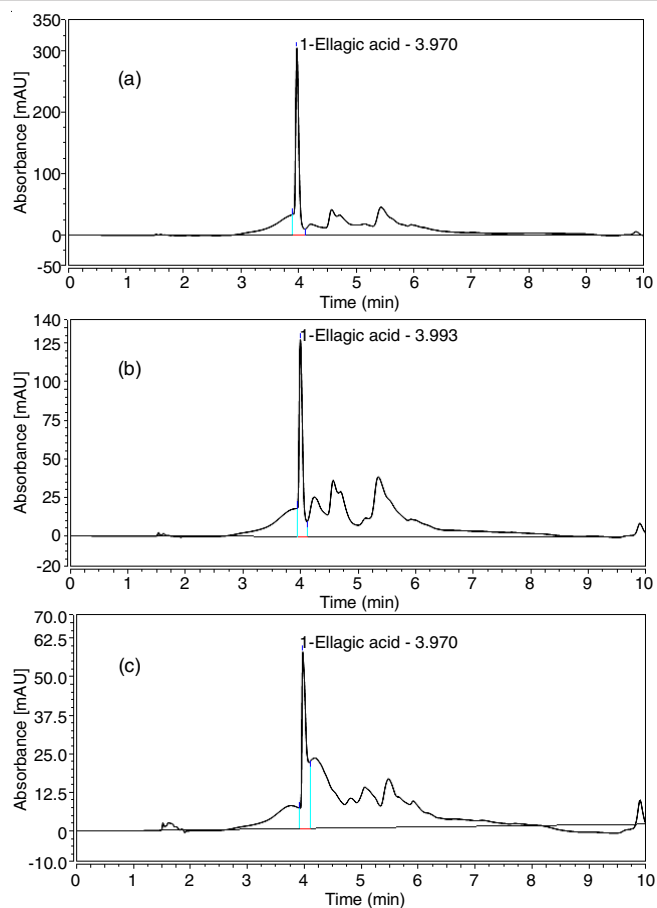 350
300
200
100
0
-50
Absorbance [mAU]
(a)
1-Ellagic acid - 3.970
0 1 2 3 4 5 6 7 8 9 10
Time (min)
140
125
100
75
50
25
0
-20
Absorbance [mAU]
(b)
1-Ellagic acid - 3.993
0 1 2 3 4 5 6 7 8 9 10
Time (min)
70.0
62.5
50.0
37.5
25.0
12.5
0
-10.0
Absorbance [mAU]
(c)
1-Ellagic acid - 3.970
0 1 2 3 4 5 6 7 8 9 10
Time (min)